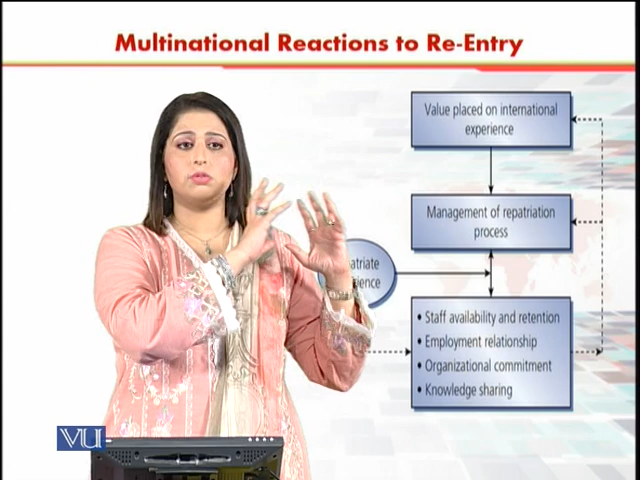 Multinational Reactions to Re-Entry
Value placed on international
experience
Management of repatriation
process
• Staff availability and retention
• Employment relationship
• Organizational commitment
• Knowledge sharing
VU